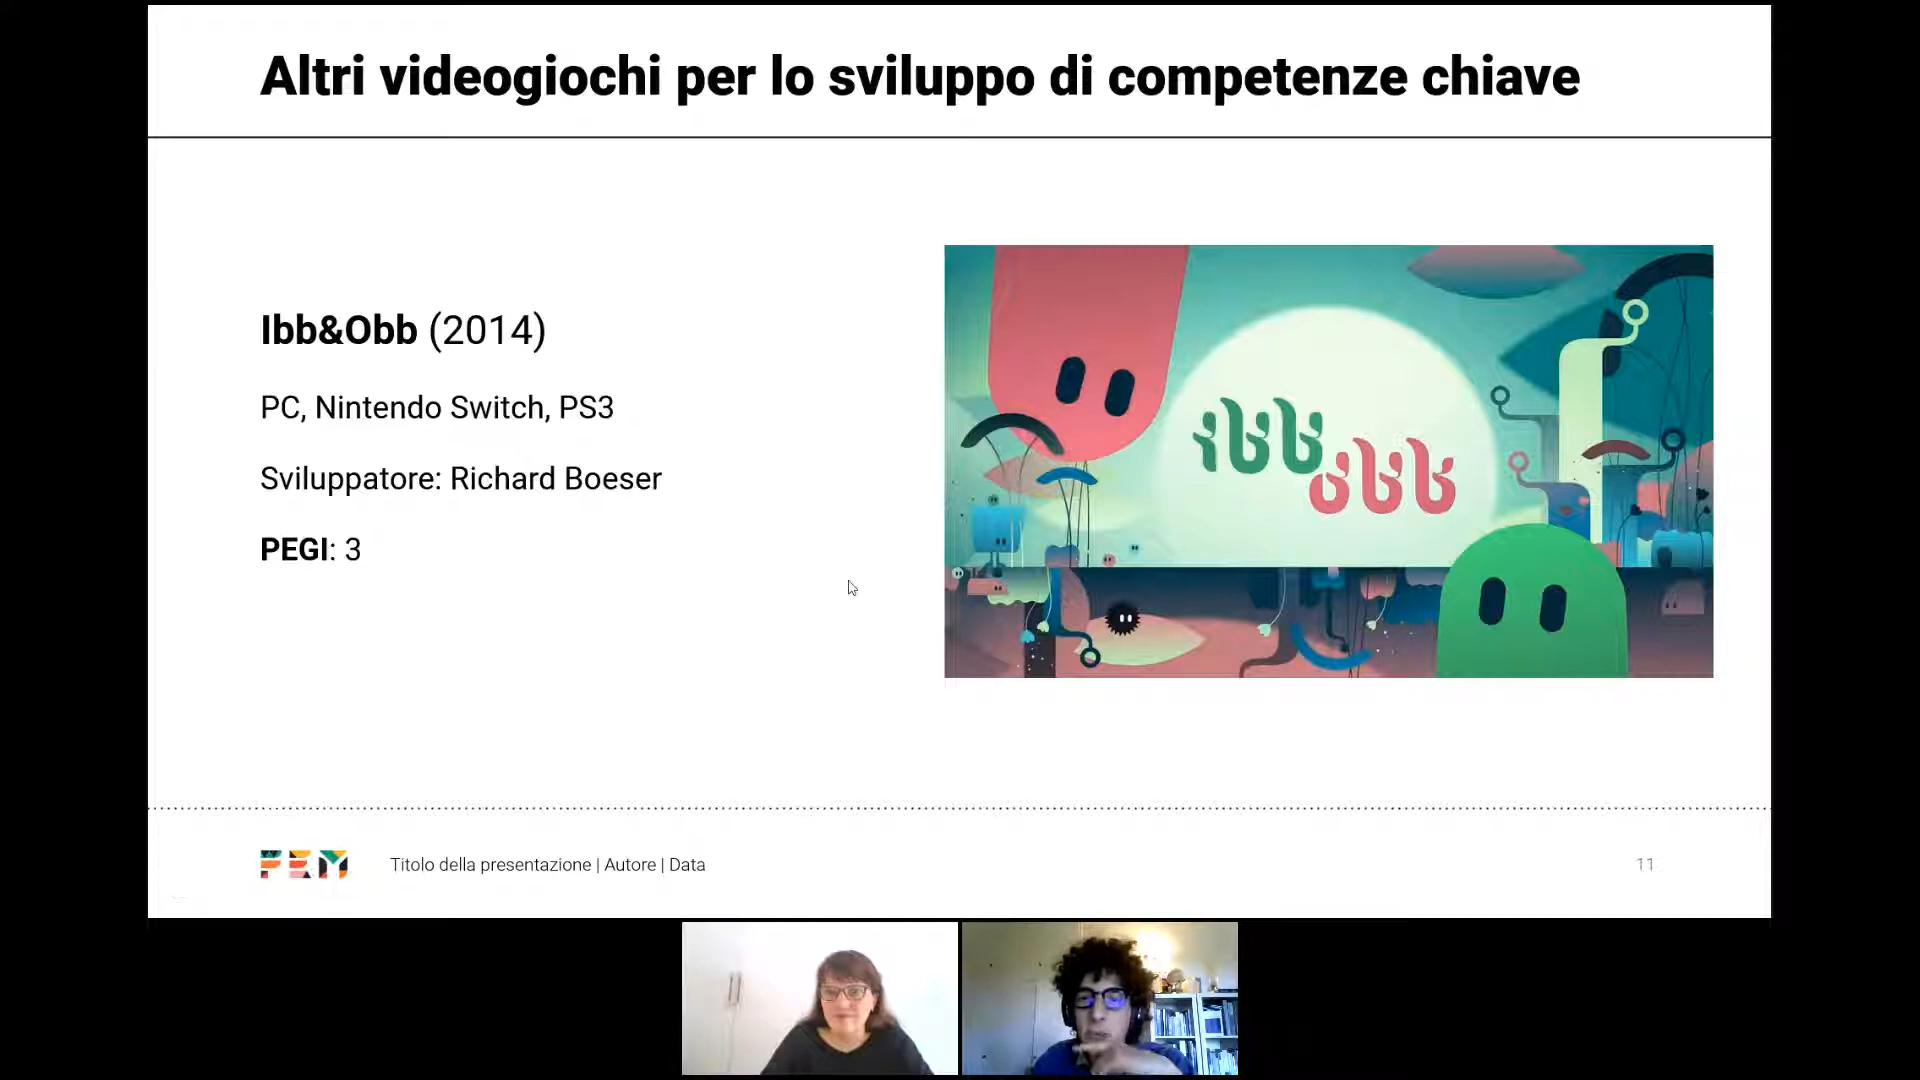 Altri videogiochi per lo sviluppo di competenze chiave
Ibb&Obb (2014)
PC, Nintendo Switch, PS3
Sviluppatore: Richard Boeser
PEGI: 3
ibb
obb
FEM
Titolo della presentazione | Autore | Data
11